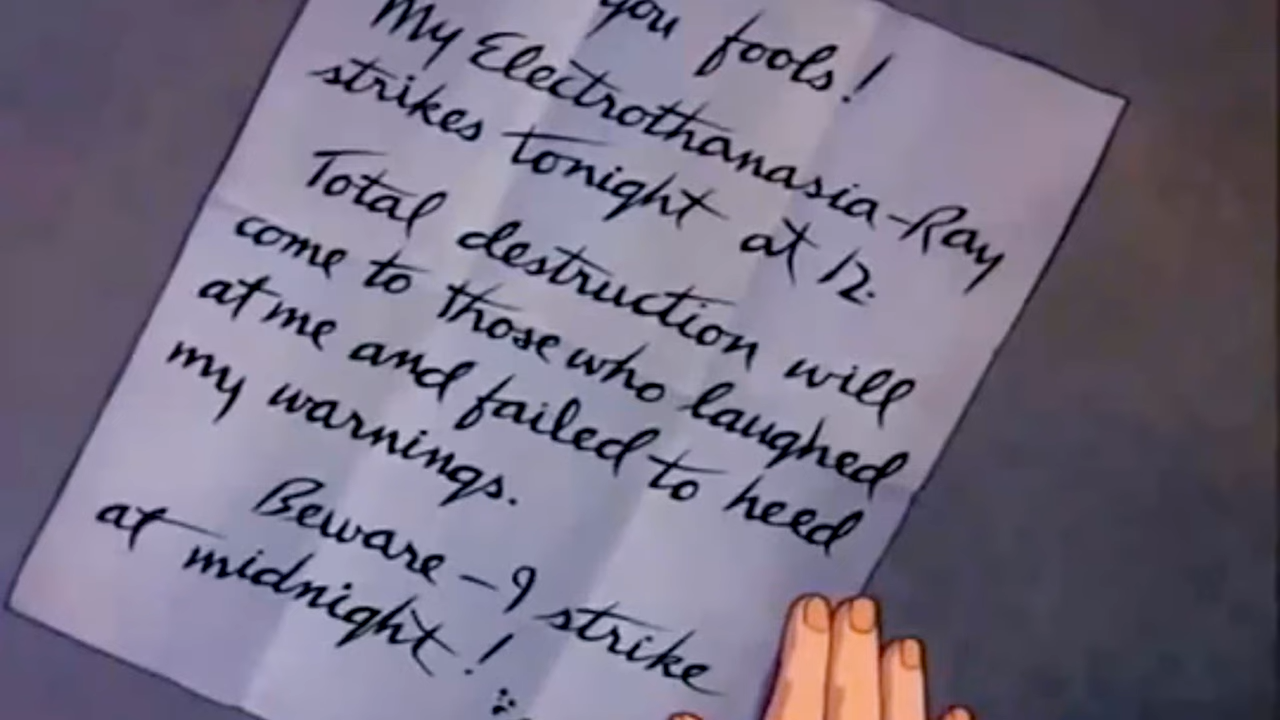 you fools!
My Electrothanasia-Ray
strikes tonight at 12.
Total destruction will
come to those who laughed
at me and failed to heed
my warnings.
Beware - I strike
at midnight!